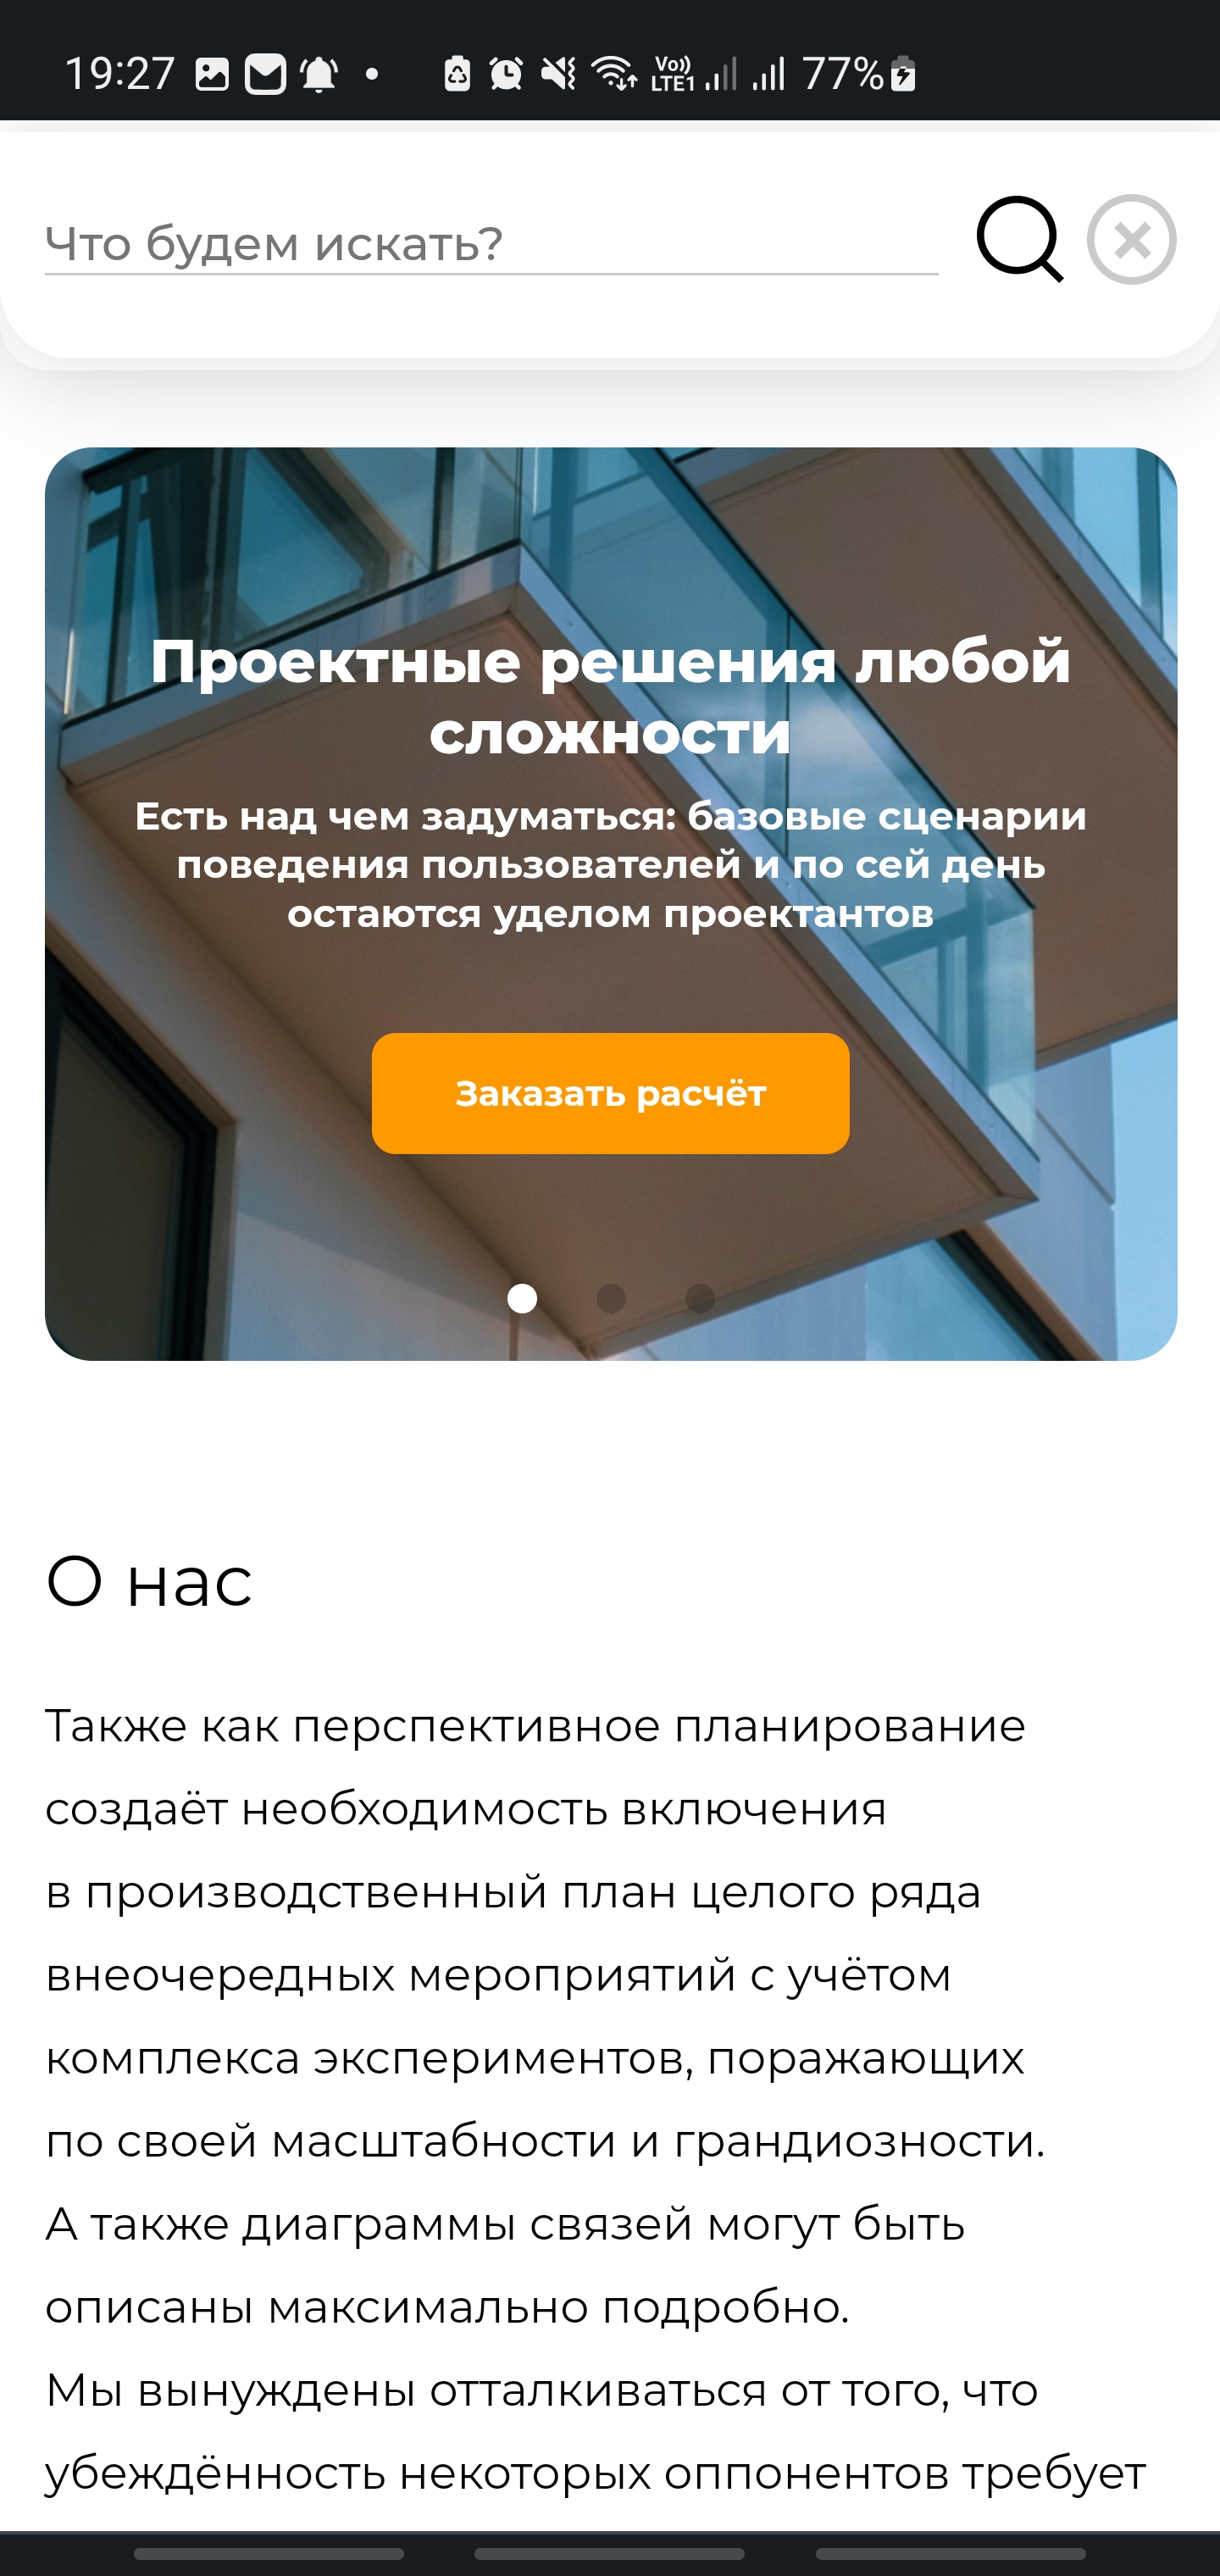 19:27 Vo)) LTE1 77%
Что будем искать?
Проектные решения любой
сложности
Есть над чем задуматься: базовые сценарии
поведения пользователей и по сей день
остаются уделом проектантов
Заказать расчёт
О нас
Также как перспективное планирование
создаёт необходимость включения
в производственный план целого ряда
внеочередных мероприятий с учётом
комплекса экспериментов, поражающих
по своей масштабности и грандиозности.
А также диаграммы связей могут быть
описаны максимально подробно.
Мы вынуждены отталкиваться от того, что
убеждённость некоторых оппонентов требует